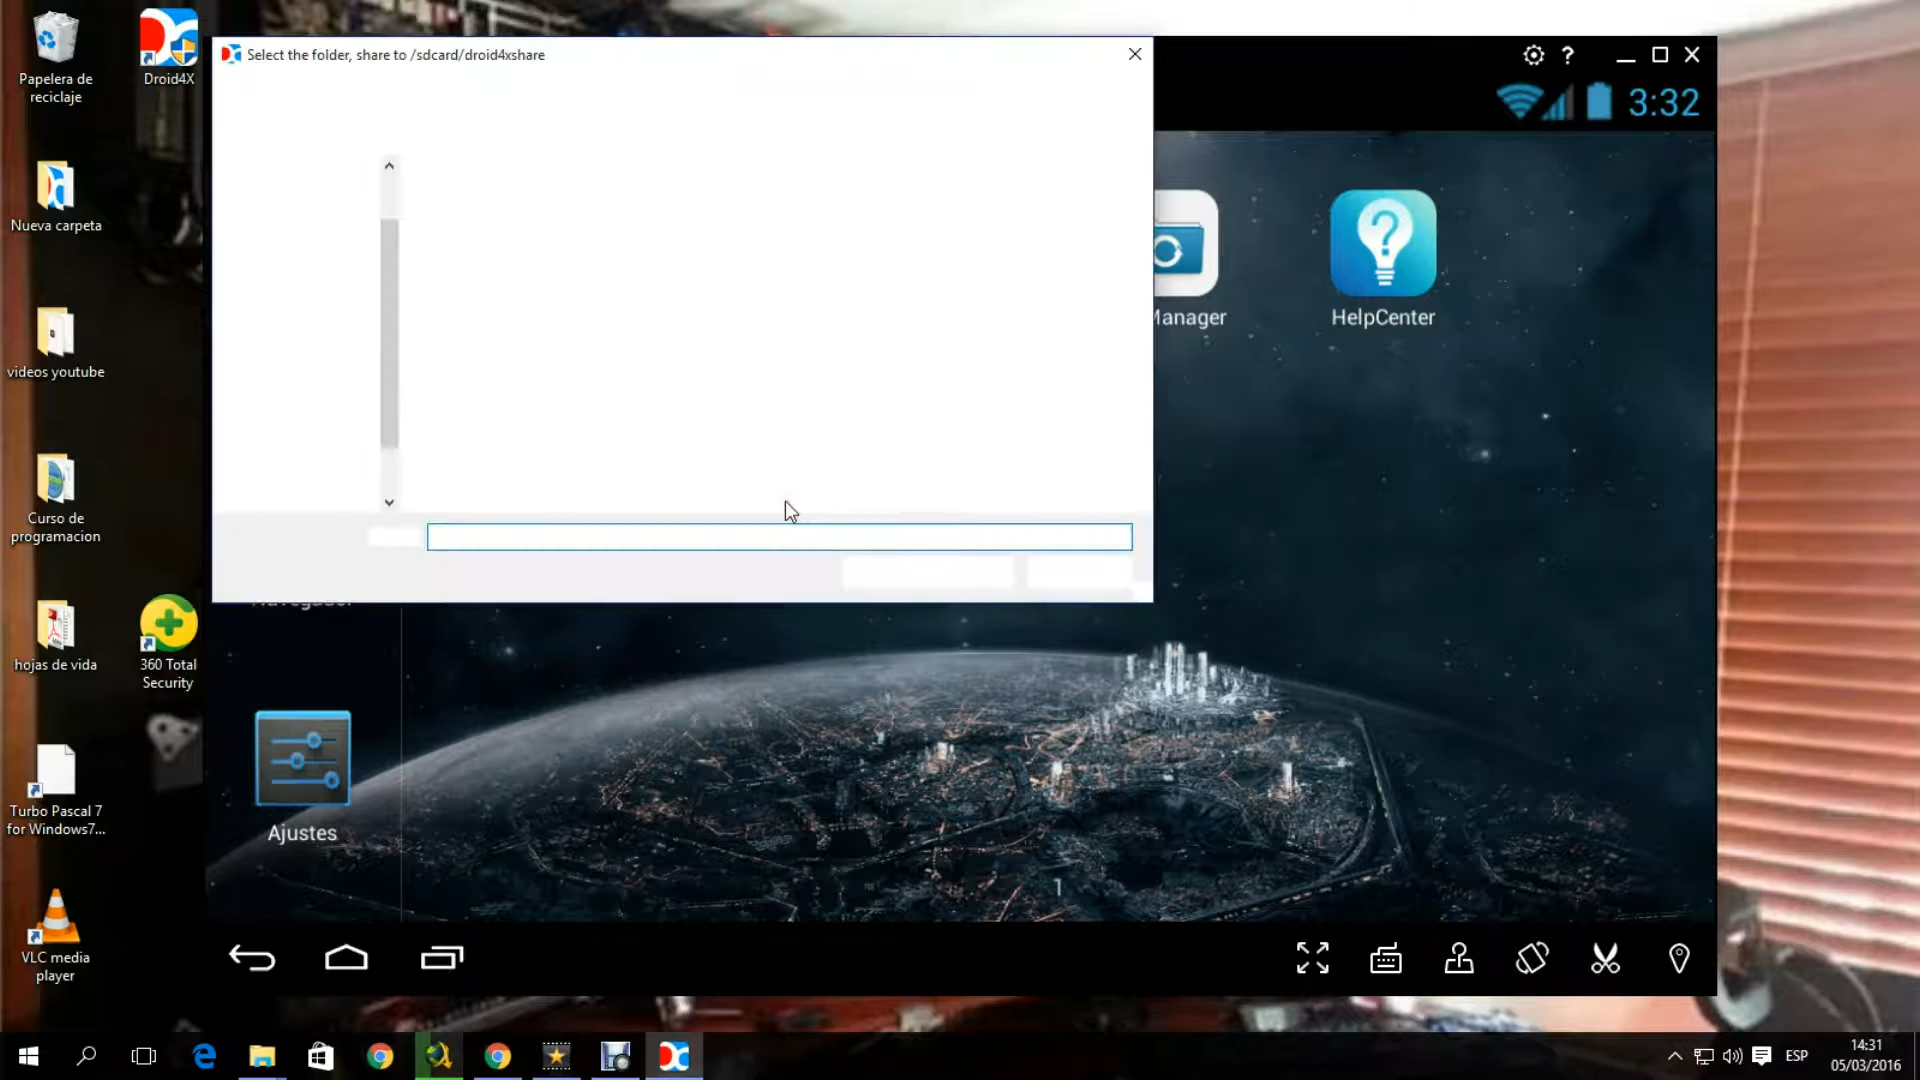 Papelera de
reciclaje
Droid4X
Nueva carpeta
videos youtube
Curso de
programacion
hojas de vida
360 Total
Security
Turbo Pascal 7
for Windows7...
VLC media
player
Select the folder, share to /sdcard/droid4xshare
3:32
Manager
HelpCenter
Ajustes
1
ESP
14:31
05/03/2016